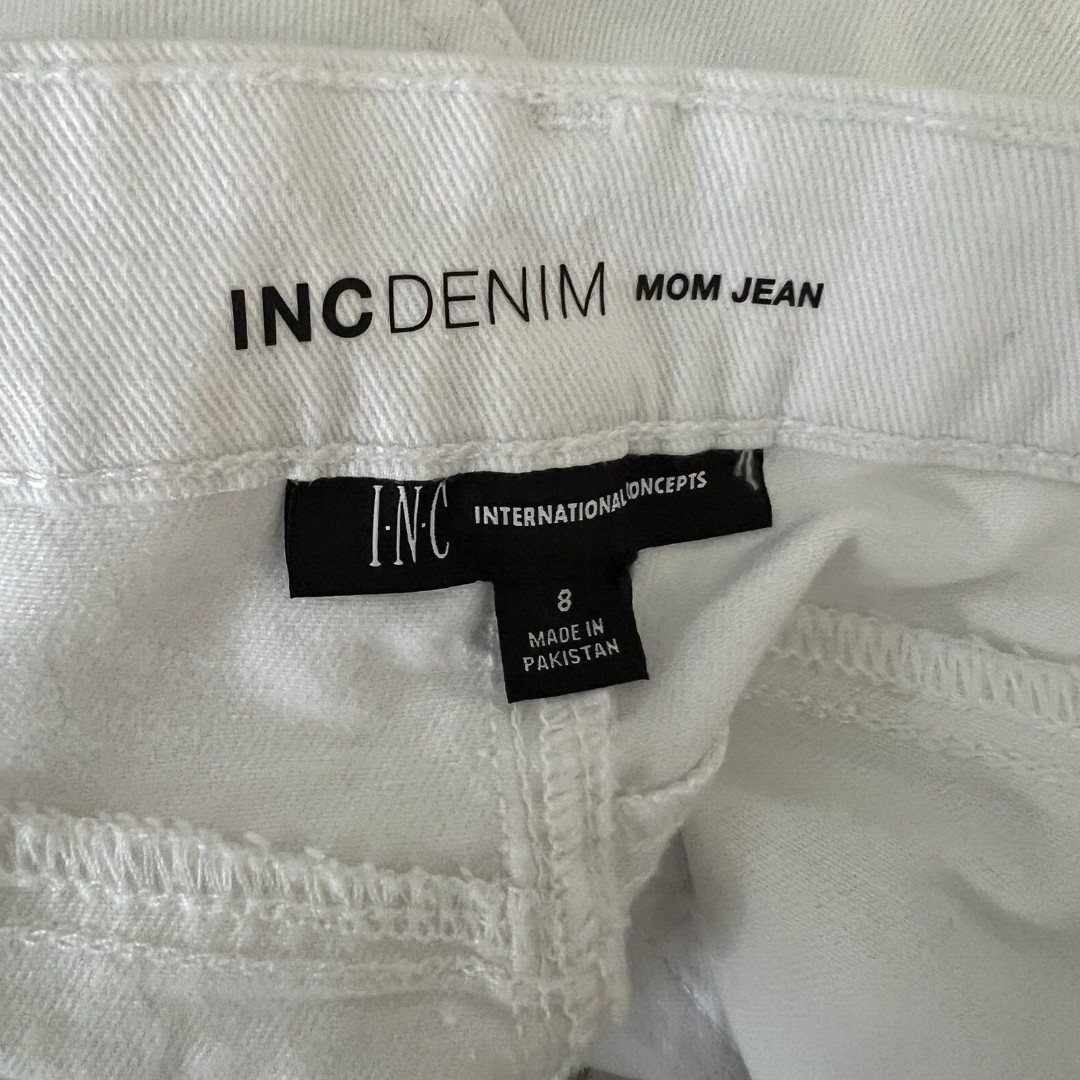 INCDENIM MOM JEAN
I·N·C INTERNATIONAL CONCEPTS
8
MADE IN
PAKISTAN